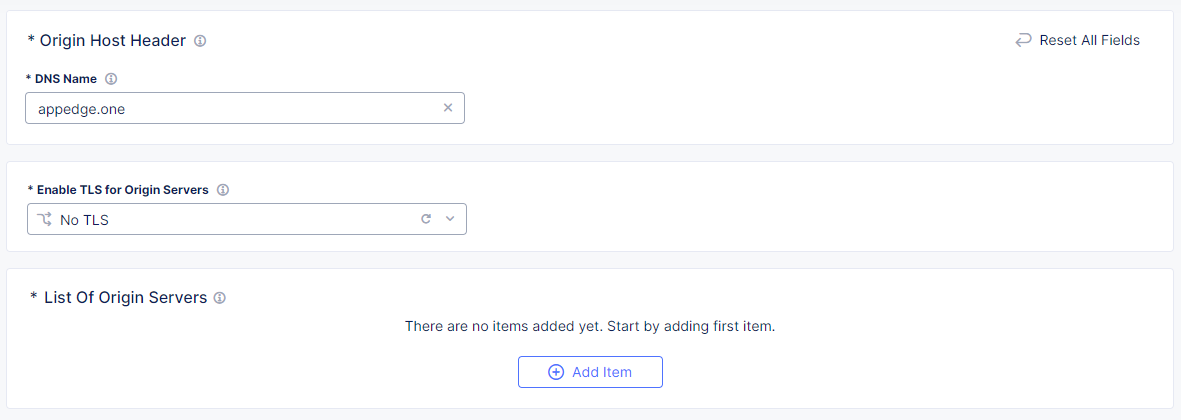 * Origin Host Header
Reset All Fields
* DNS Name
appedge.one
* Enable TLS for Origin Servers
No TLS
* List Of Origin Servers
There are no items added yet. Start by adding first item.
Add Item